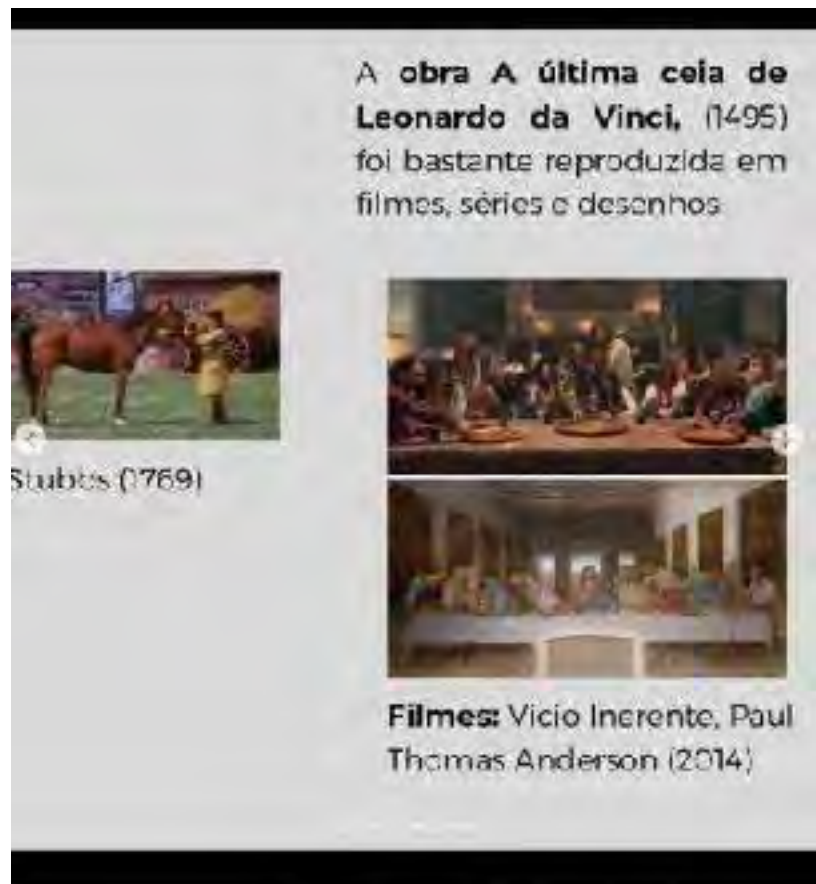 A obra A última ceia de
Leonardo da Vinci, (1495)
foi bastante reproduzida em
filmes, séries e desenhos
Stubbs (1769)
Filmes: Vicio Inerente, Paul
Thomas Anderson (2014)